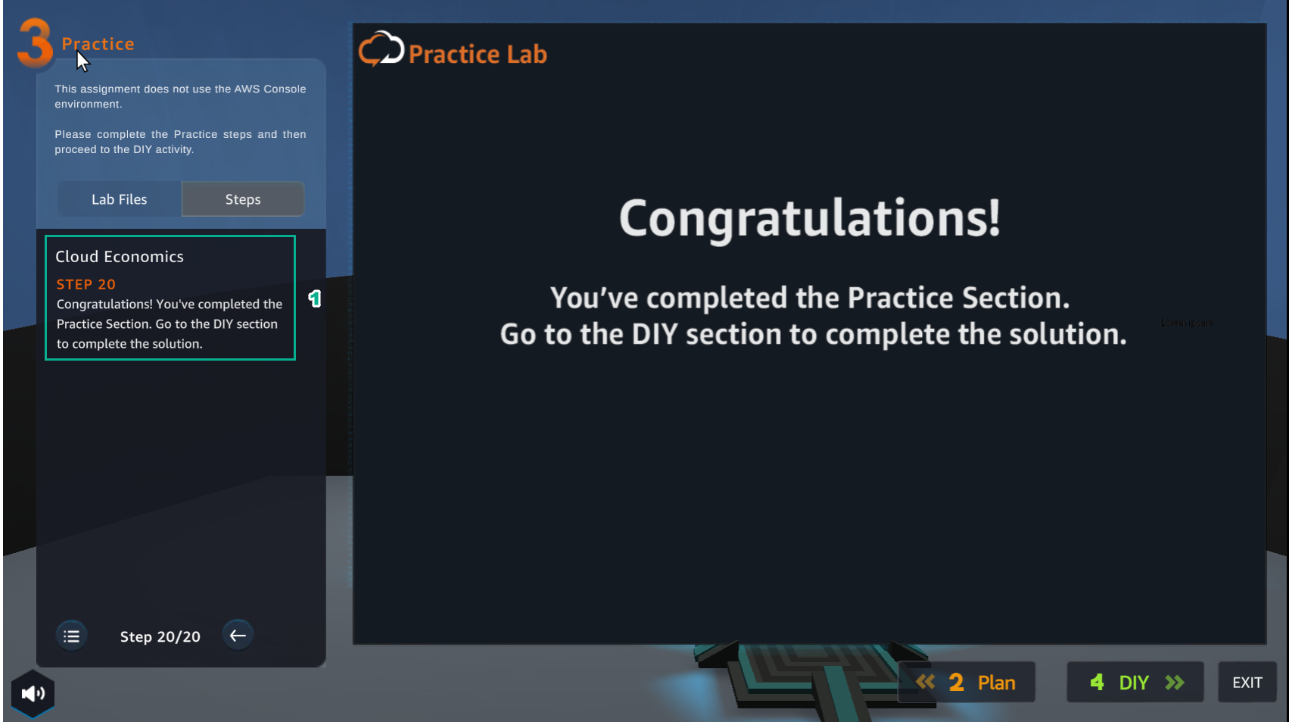 3 Practice
This assignment does not use the AWS Console
environment.
Please complete the Practice steps and then
proceed to the DIY activity.
Lab Files
Steps
Cloud Economics
STEP 20
Congratulations! You've completed the
Practice Section. Go to the DIY section
to complete the solution.
1
Step 20/20
Practice Lab
Congratulations!
You've completed the Practice Section.
Go to the DIY section to complete the solution.
2 Plan
4 DIY
EXIT